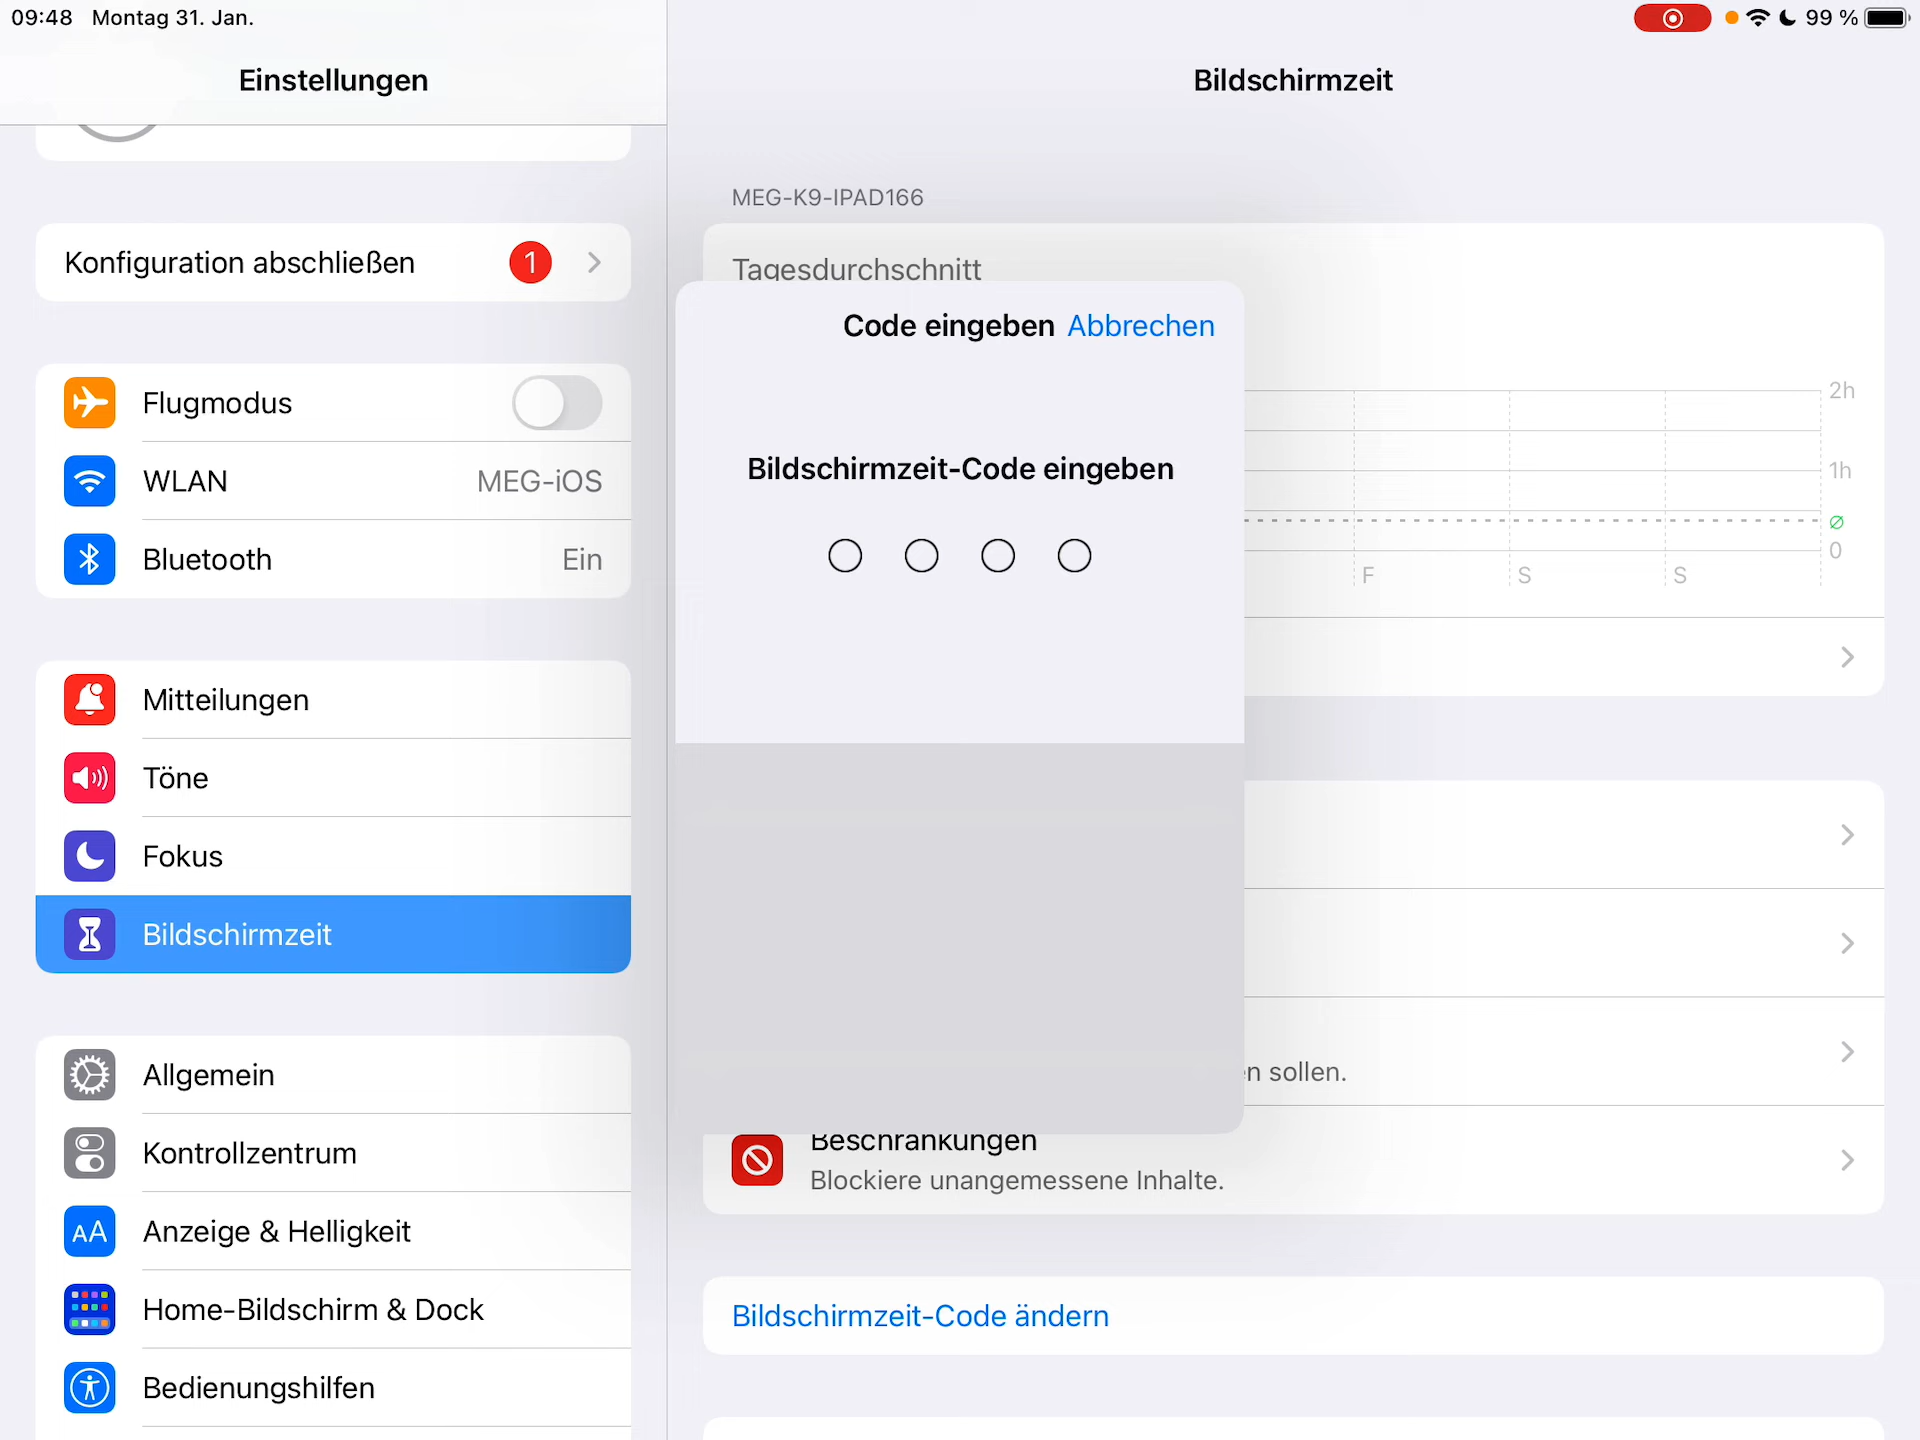 09:48 Montag 31. Jan.
99 %
Einstellungen
Konfiguration abschließen 1
Flugmodus
WLAN MEG-iOS
Bluetooth Ein
Mitteilungen
Töne
Fokus
Bildschirmzeit
Allgemein
Kontrollzentrum
AA Anzeige & Helligkeit
Home-Bildschirm & Dock
Bedienungshilfen
Bildschirmzeit
MEG-K9-IPAD166
Tagesdurchschnitt
Code eingeben Abbrechen
Bildschirmzeit-Code eingeben
2h
1h
0
F S S
sollen.
Beschränkungen
Blockiere unangemessene Inhalte.
Bildschirmzeit-Code ändern